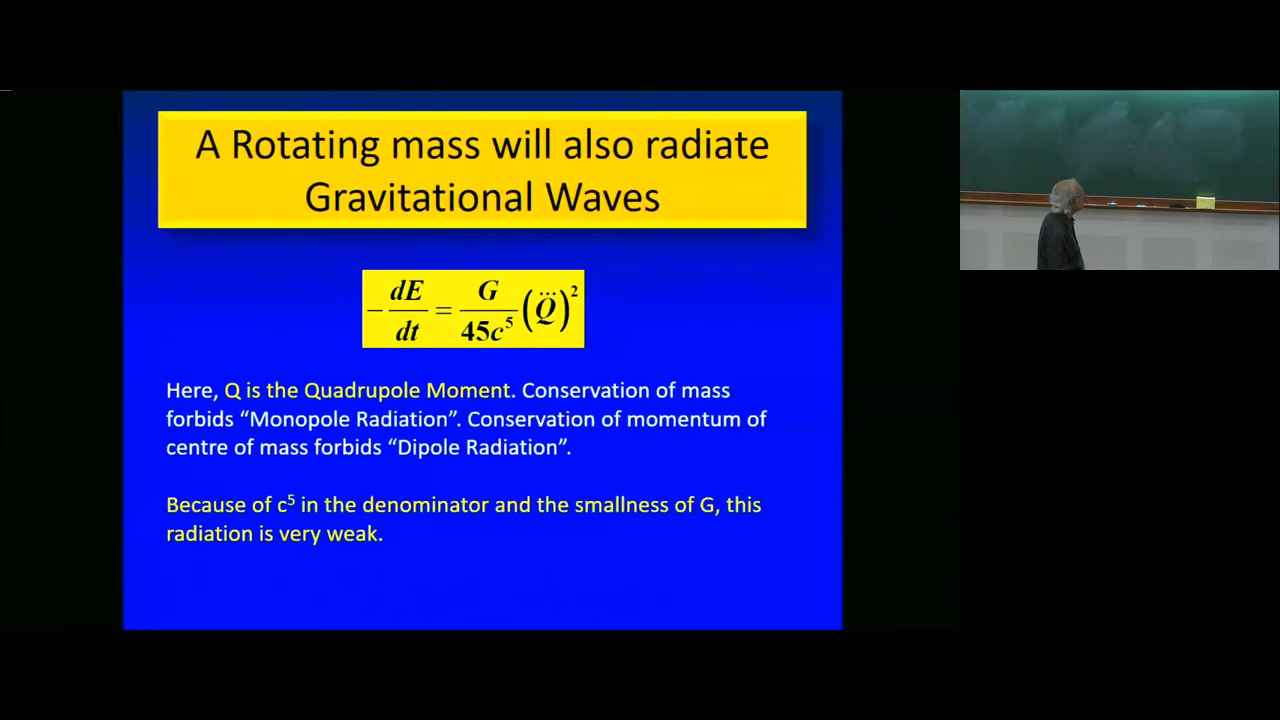 A Rotating mass will also radiate
Gravitational Waves
− dE/dt = G/45c⁵ (Q⃛)²
Here, Q is the Quadrupole Moment. Conservation of mass
forbids “Monopole Radiation”. Conservation of momentum of
centre of mass forbids “Dipole Radiation”.
Because of c⁵ in the denominator and the smallness of G, this
radiation is very weak.